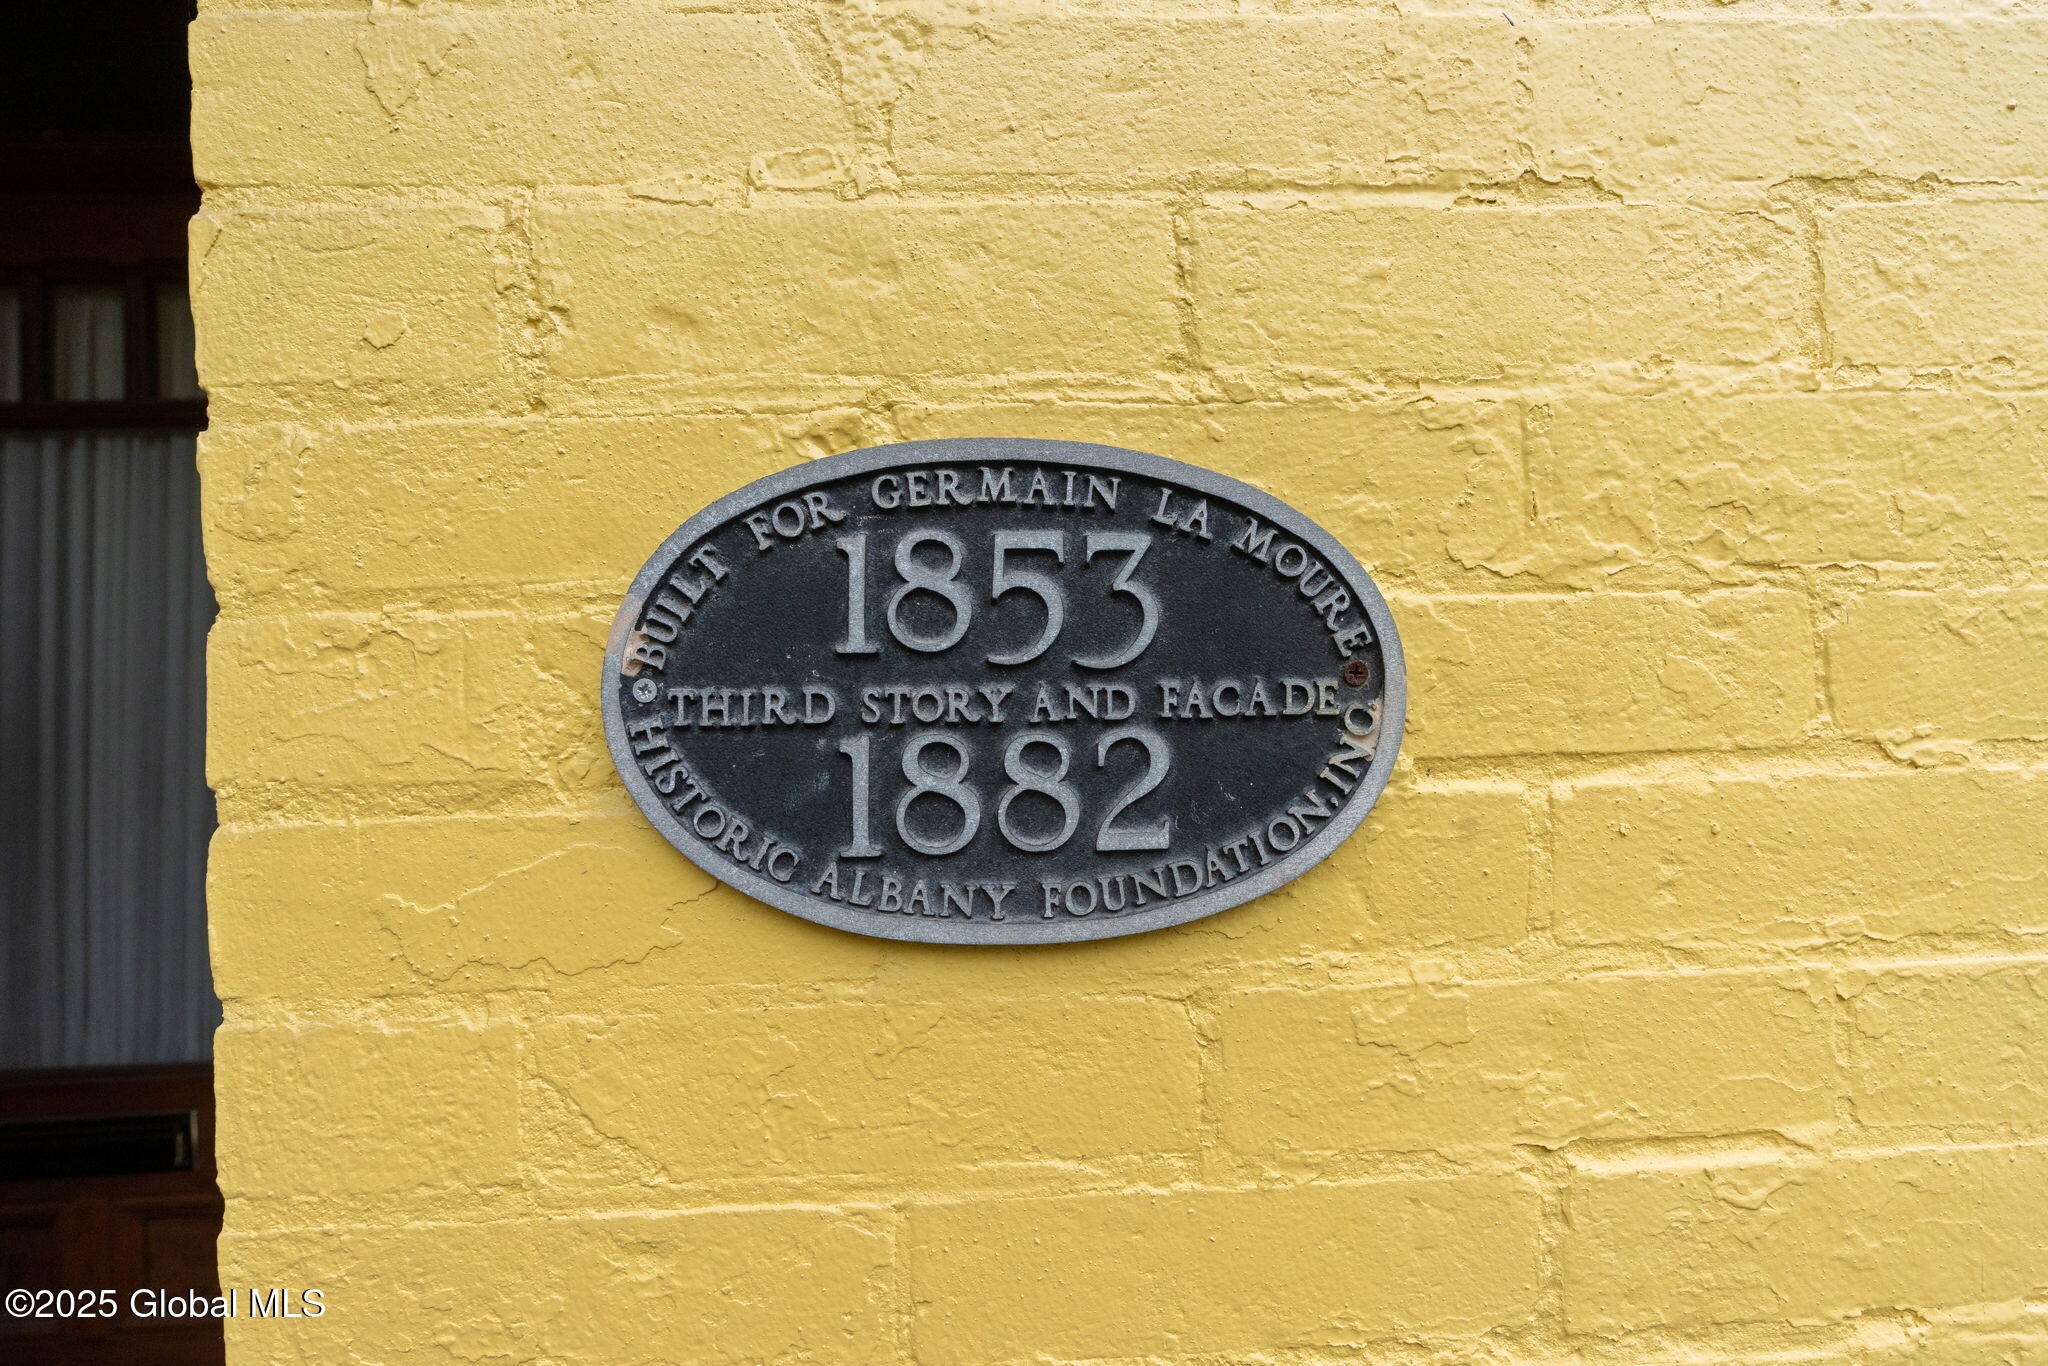 BUILT FOR GERMAIN LA MOURE
1853
THIRD STORY AND FACADE
1882
HISTORIC ALBANY FOUNDATION, INC.
©2025 Global MLS